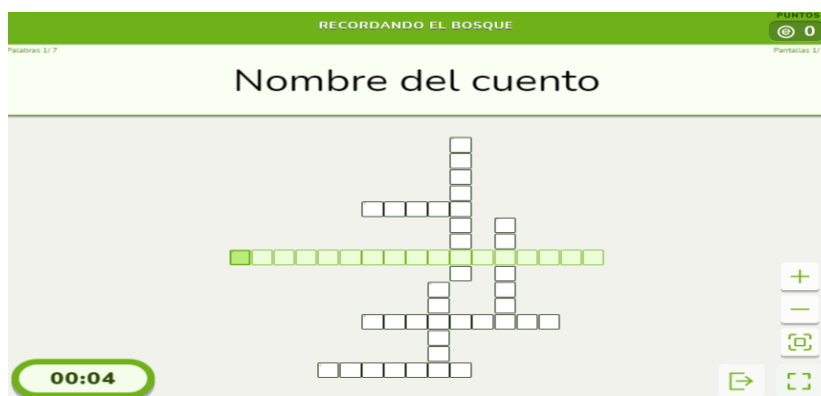 RECORDANDO EL BOSQUE
PUNTOS
0
Palabras 1/ 7
Pantallas 1/
Nombre del cuento
00:04